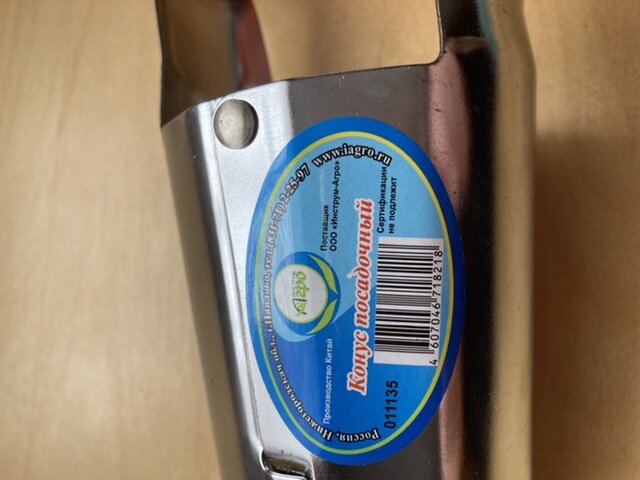 Россия, Нижегородская обл., г.Павлово, тел.(831-71) 2-25-97 www.iagro.ru
Агро
Производство Китай
Поставщик
ООО «Инструм-Агро»
Конус посадочный
Сертификации
не подлежит
011135
4 607046 718218